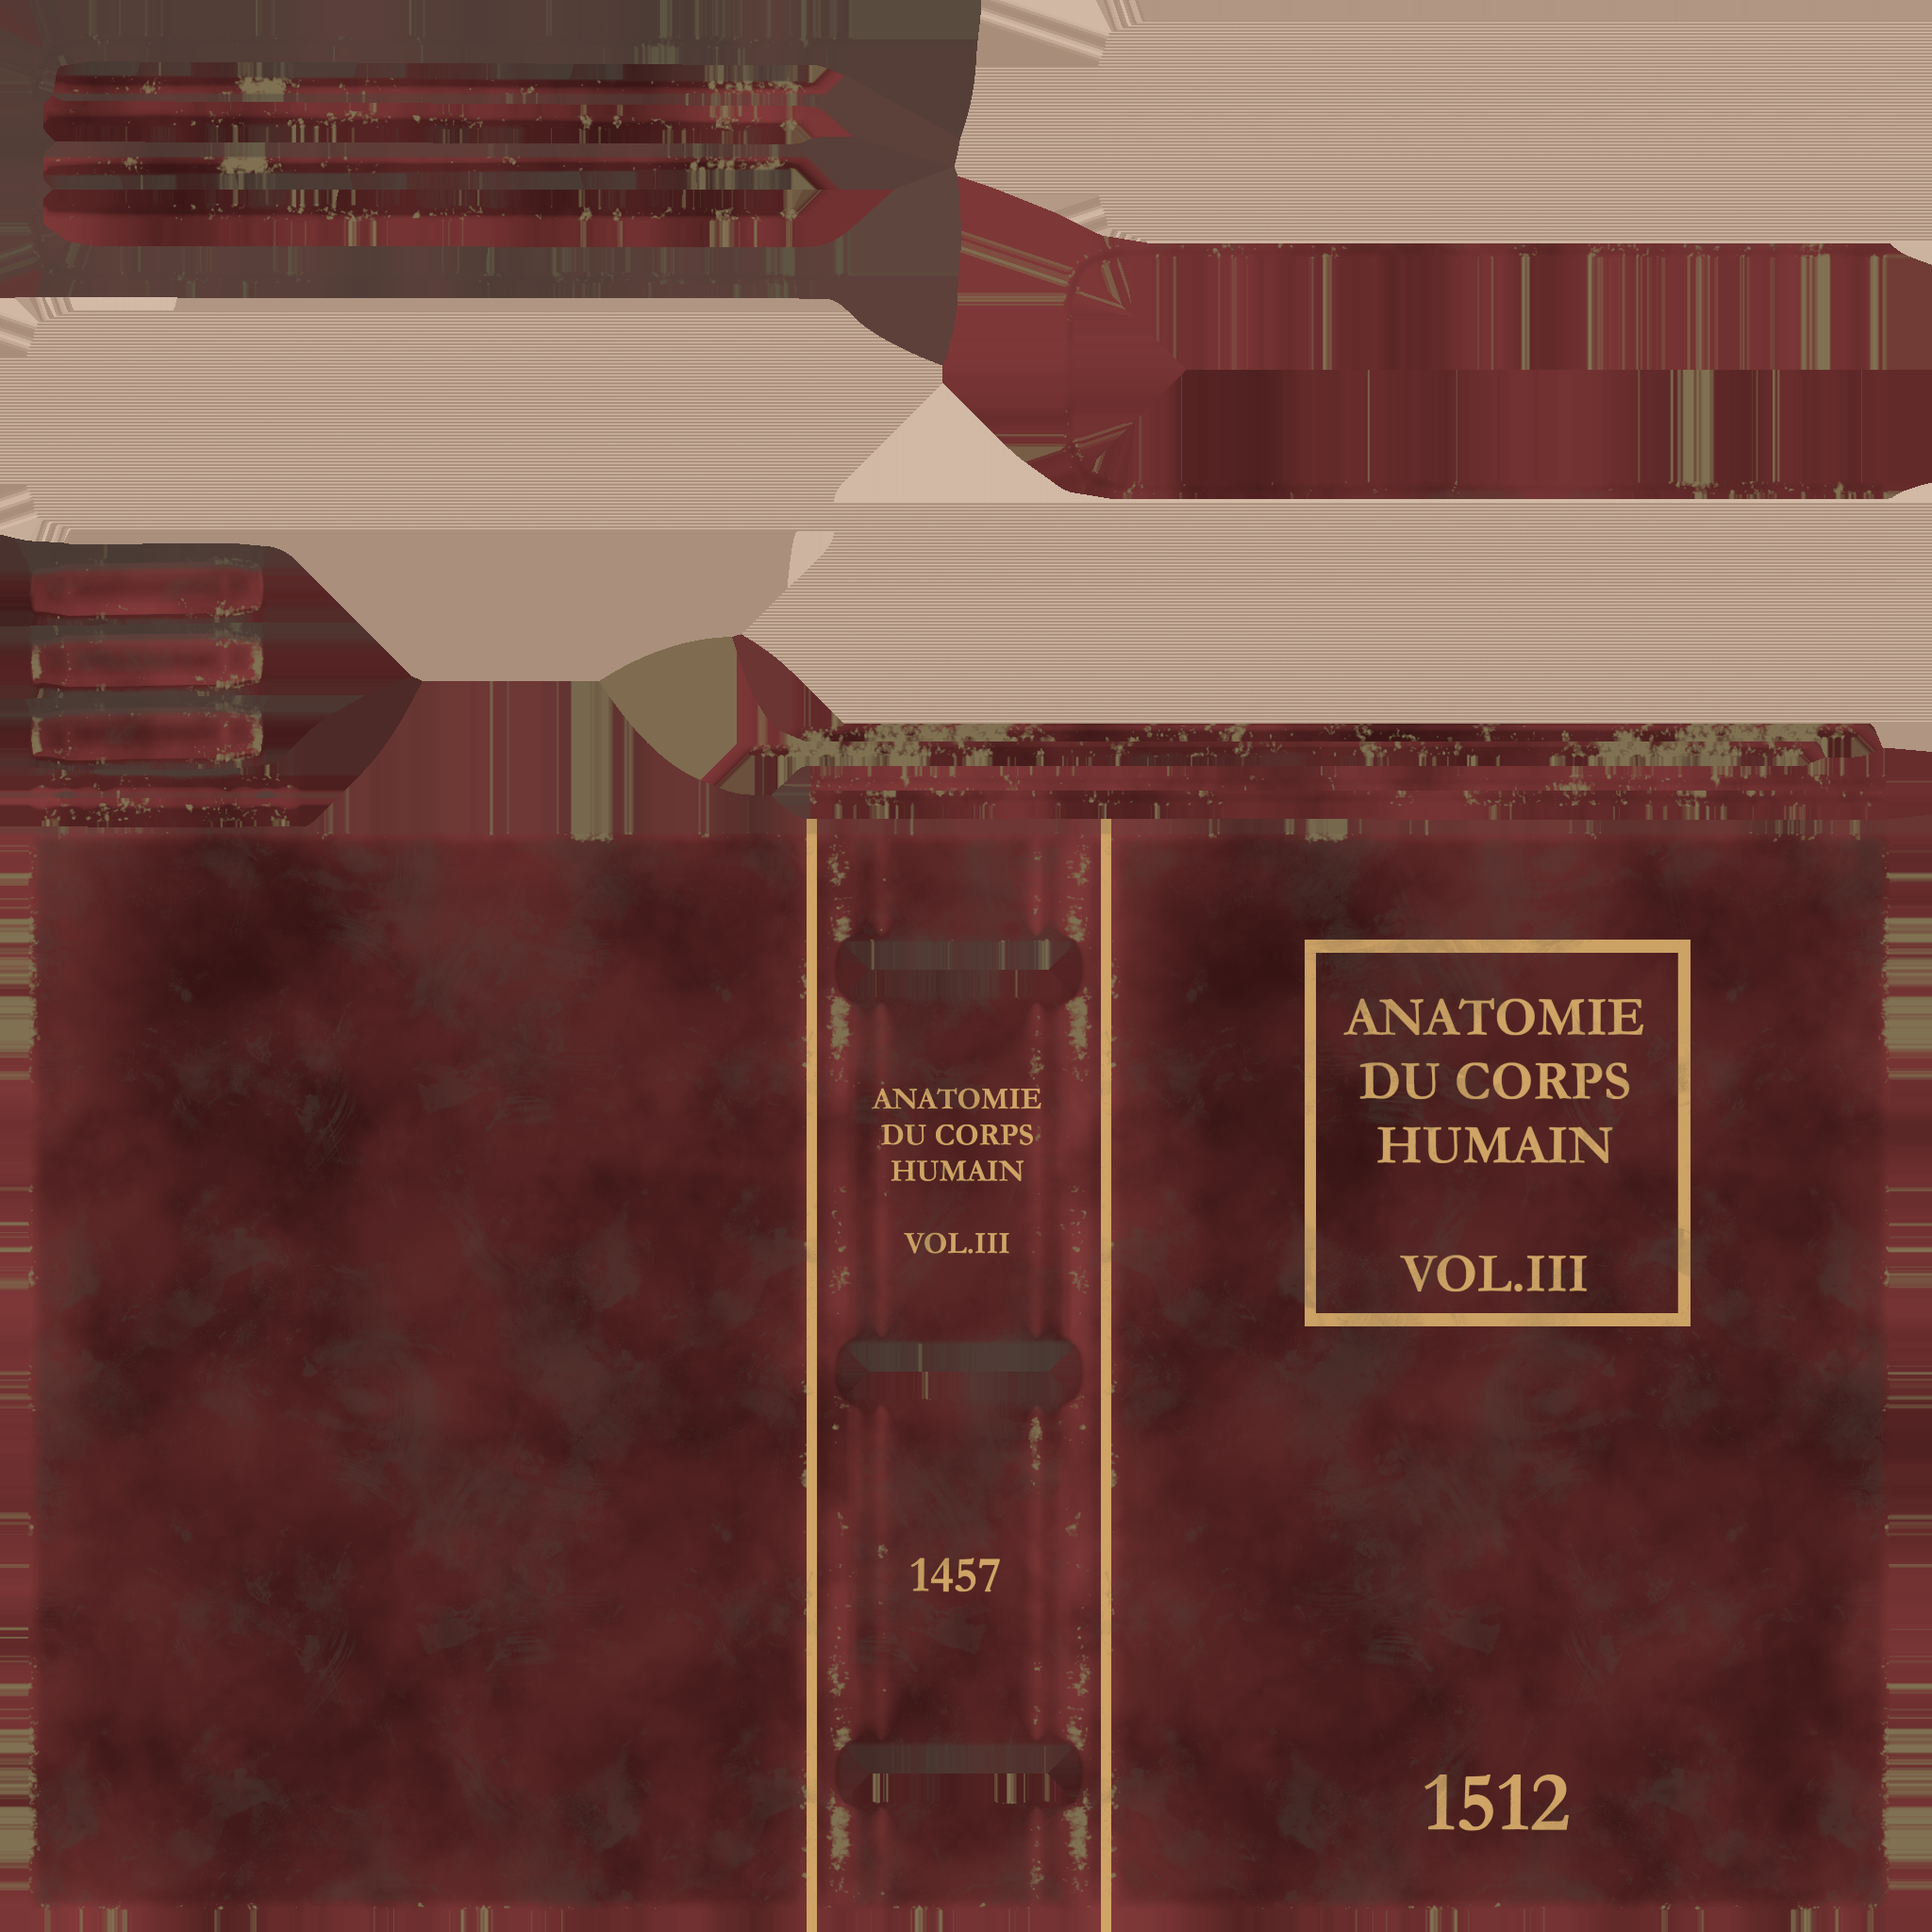 ANATOMIE
DU CORPS
HUMAIN
VOL.III
1457
ANATOMIE
DU CORPS
HUMAIN
VOL.III
1512